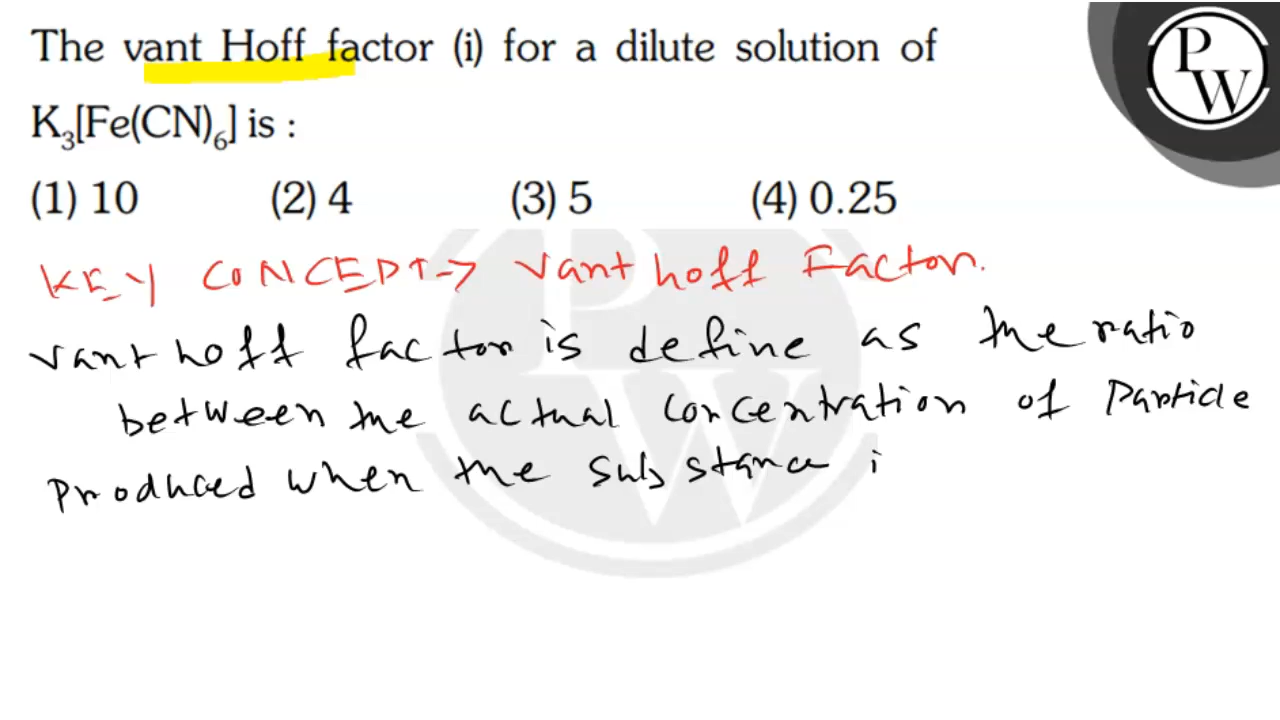 The vant Hoff factor (i) for a dilute solution of
K₃[Fe(CN)₆] is :
(1) 10 (2) 4 (3) 5 (4) 0.25
KEY CONCEPT → vant hoff Factor.
vant hoff factor is define as the ratio
between the actual concentration of Particle
Produced when the substance i
PW